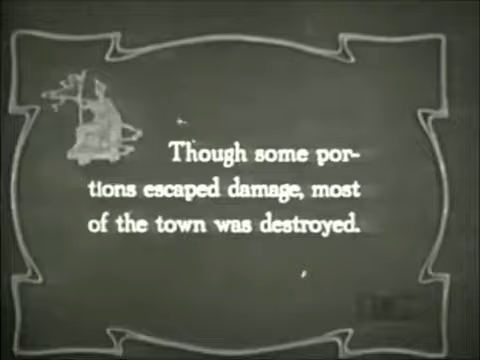 Though some por-
tions escaped damage, most
of the town was destroyed.